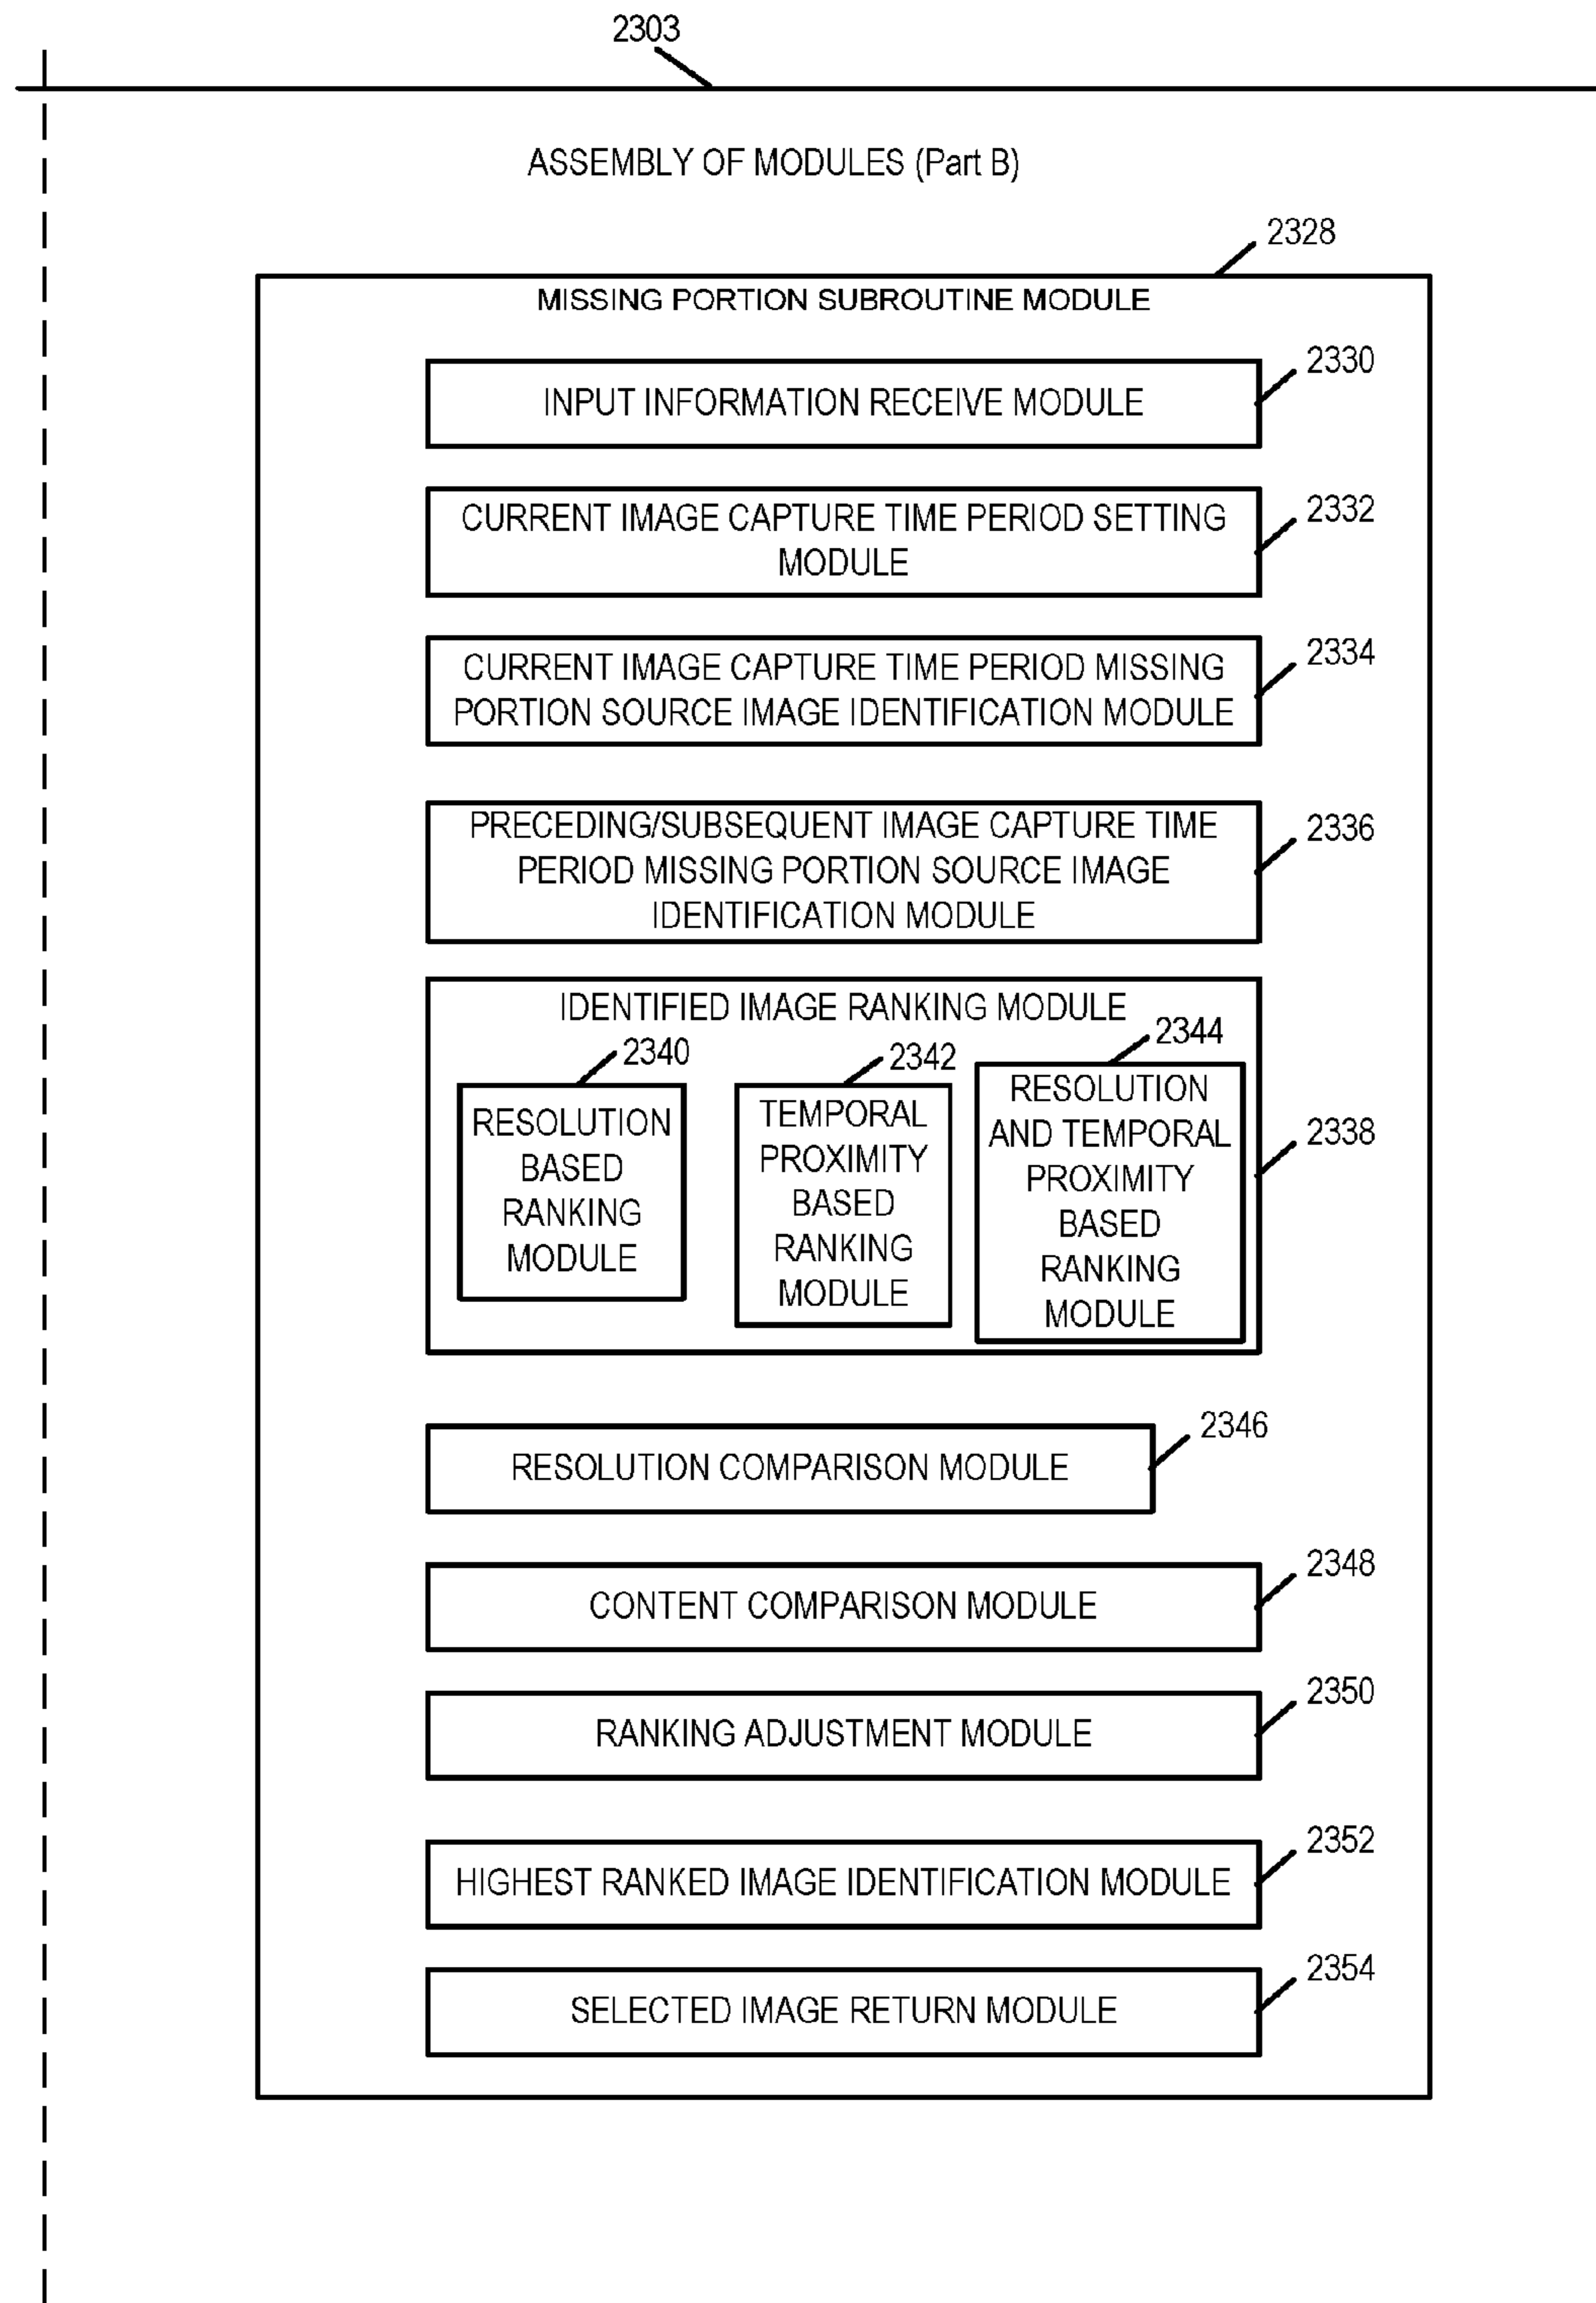 2303
ASSEMBLY OF MODULES (Part B)
2328
MISSING PORTION SUBROUTINE MODULE
2330
INPUT INFORMATION RECEIVE MODULE
2332
CURRENT IMAGE CAPTURE TIME PERIOD SETTING
MODULE
2334
CURRENT IMAGE CAPTURE TIME PERIOD MISSING
PORTION SOURCE IMAGE IDENTIFICATION MODULE
2336
PRECEDING/SUBSEQUENT IMAGE CAPTURE TIME
PERIOD MISSING PORTION SOURCE IMAGE
IDENTIFICATION MODULE
IDENTIFIED IMAGE RANKING MODULE
2338
2340
RESOLUTION
BASED
RANKING
MODULE
2342
TEMPORAL
PROXIMITY
BASED
RANKING
MODULE
2344
RESOLUTION
AND TEMPORAL
PROXIMITY
BASED
RANKING
MODULE
2346
RESOLUTION COMPARISON MODULE
2348
CONTENT COMPARISON MODULE
2350
RANKING ADJUSTMENT MODULE
2352
HIGHEST RANKED IMAGE IDENTIFICATION MODULE
2354
SELECTED IMAGE RETURN MODULE